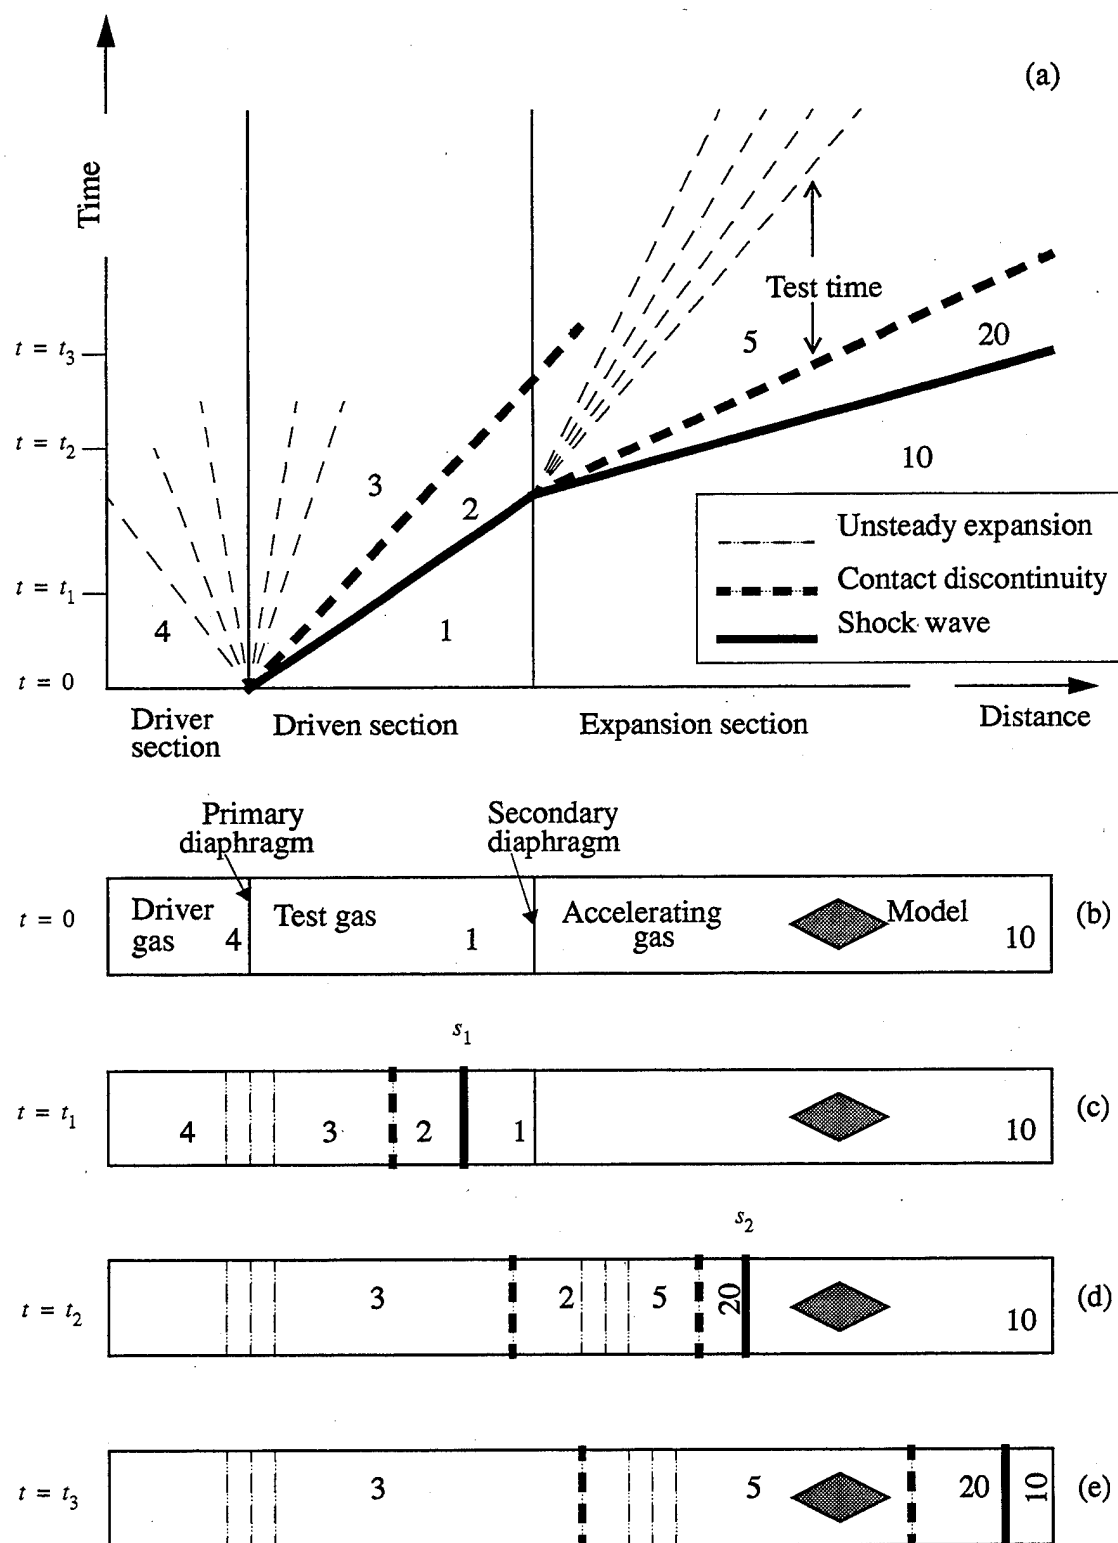 (a)
Time
Test time
5
20
t = t3
t = t2
3
10
2
Unsteady expansion
t = t1
Contact discontinuity
4
1
Shock wave
t = 0
Driver section
Driven section
Expansion section
Distance
Primary diaphragm
Secondary diaphragm
t = 0
Driver gas
4
Test gas
1
Accelerating gas
Model
10
(b)
s1
t = t1
4
3
2
1
10
(c)
s2
t = t2
3
2
5
20
10
(d)
t = t3
3
5
20
10
(e)